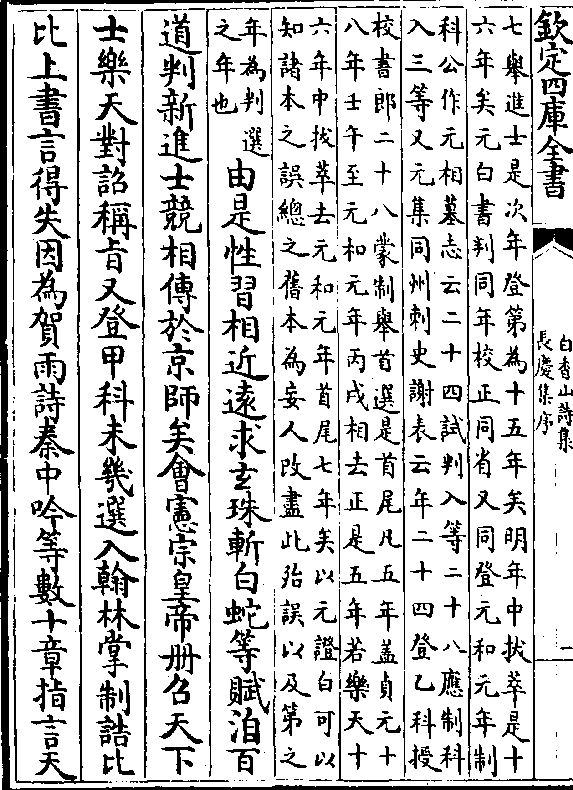 欽定四庫全書
白香山詩集
長慶集序
二
七舉進士是次年登第為十五年矣明年中拔萃是十
六年矣元白書判同年校正同省又同登元和元年制
科公作元相墓志云二十四試判入等二十八應制科
入三等又元集同州刺史謝表云年二十四登乙科授
校書郎二十八蒙制舉首選是首尾凡五年蓋貞元十
八年壬午至元和元年丙戌相去正是五年若樂天十
六年中拔萃去元和元年首尾七年矣以元證白可以
知諸本之誤總之舊本為妄人改盡此殆誤以及第之
年為判選
之年也
由是性習相近遠求玄珠斬白蛇等賦洎百
道判新進士競相傳於京師矣會憲宗皇帝冊召天下
士樂天對詔稱旨又登甲科未幾選入翰林掌制誥比
比上書言得失因為賀雨詩秦中吟等數十章指言天